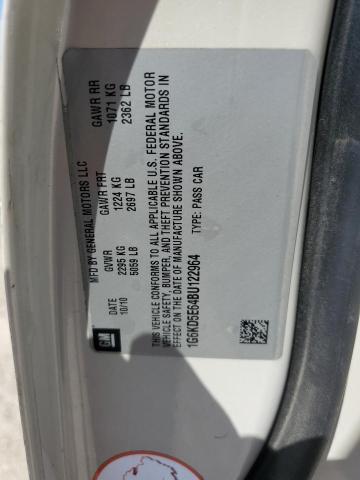 MFD BY GENERAL MOTORS LLC
DATE GVWR GAWR FRT GAWR RR
10/10 2295 KG 1224 KG 1071 KG
5059 LB 2697 LB 2362 LB
THIS VEHICLE CONFORMS TO ALL APPLICABLE U.S. FEDERAL MOTOR
VEHICLE SAFETY, BUMPER, AND THEFT PREVENTION STANDARDS IN
EFFECT ON THE DATE OF MANUFACTURE SHOWN ABOVE.
1G6KD5E64BU122964 TYPE: PASS CAR
GM